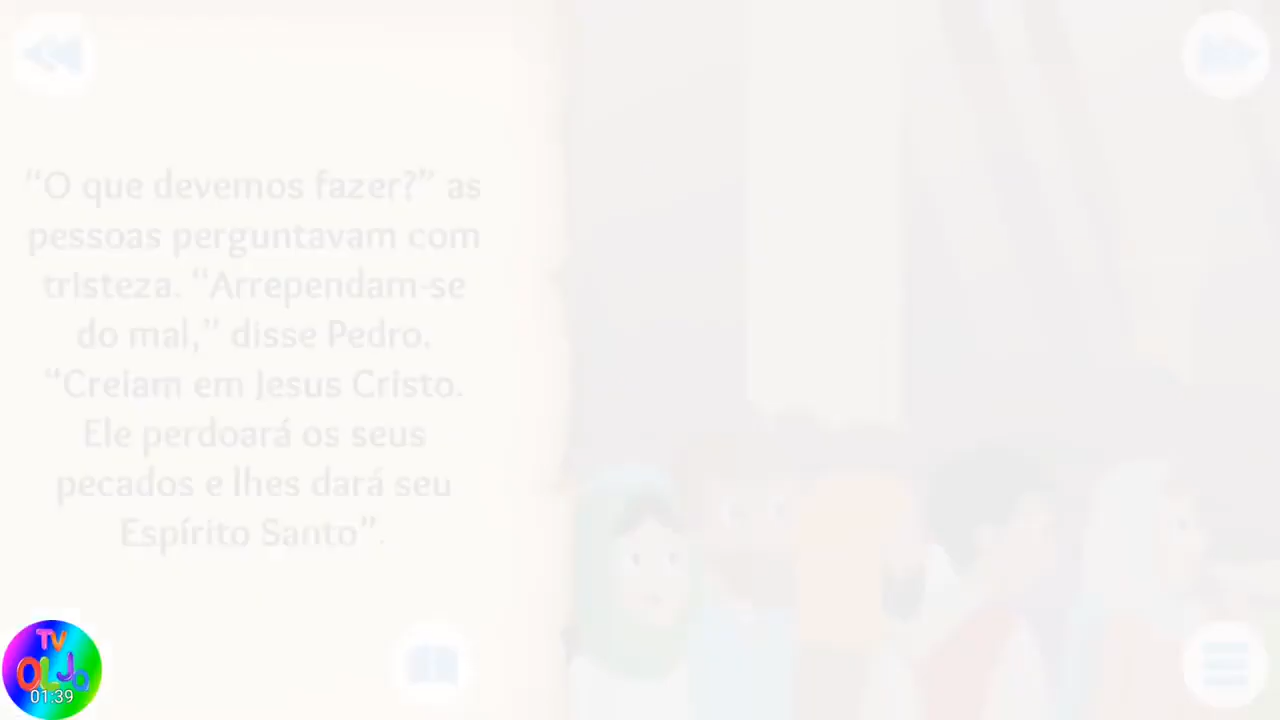 “O que devemos fazer?” as
pessoas perguntavam com
tristeza. “Arrependam-se
do mal,” disse Pedro.
“Creiam em Jesus Cristo.
Ele perdoará os seus
pecados e lhes dará seu
Espírito Santo”.
TV
01:39